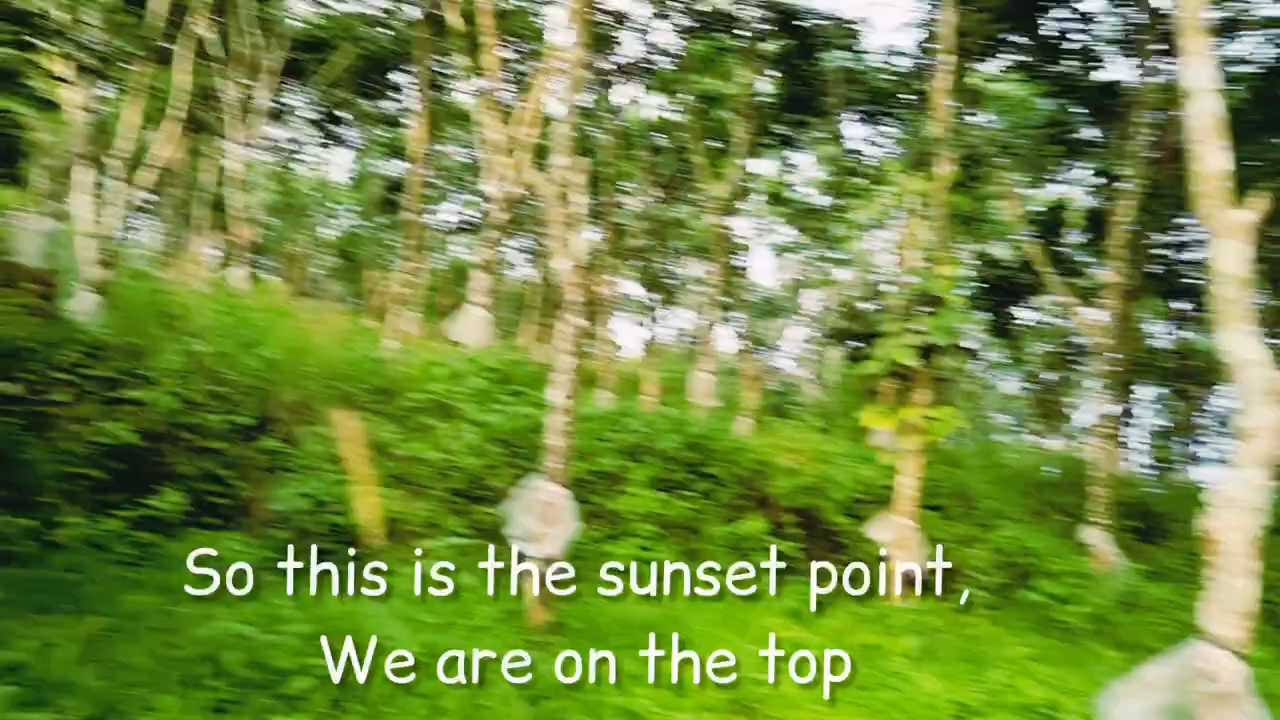 So this is the sunset point,
We are on the top